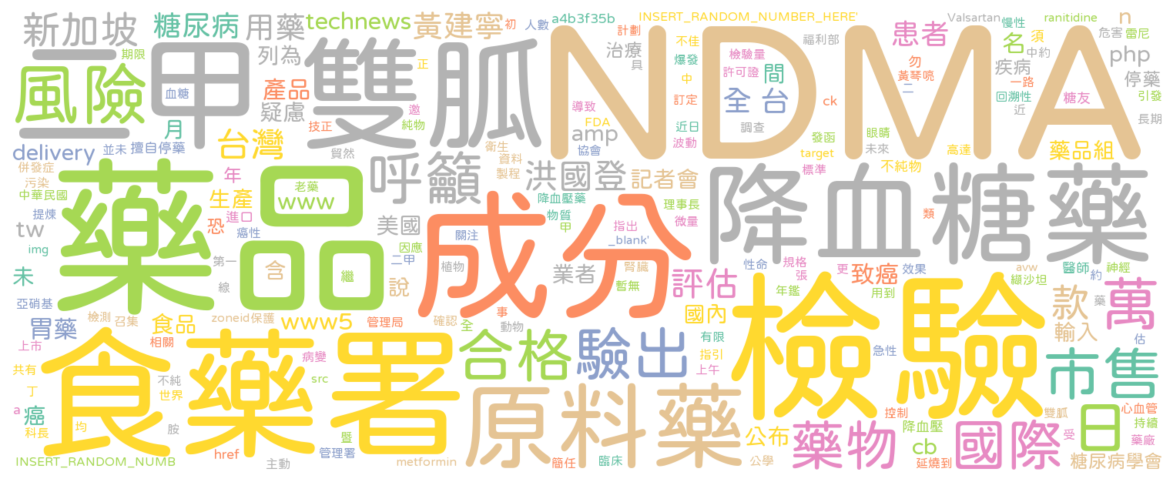 新加坡
糖尿病
用藥
technews
黃建寧
初
人數
a4b3f35b
計劃
INSERT_RANDOM_NUMBER_HERE'
Valsartan
慢性
ranitidine
n
期限
列為
治療
具
不佳
爆發
檢驗量
福利部
患者
名
須
中約
危害
雷尼
php
一甲雙胍
NDMA
風險
血糖
產品
疑慮
正
邀
純物
導致
中
訂定
許可證
全台
間
ck
勿
黃琴喨
二
疾病
一路
回溯性
停藥
糖友
引發
近
長期
月
技正
FDA
協會
近日
波動
調查
發函
眼睛
未來
高達
藥品組
delivery
並未
擅自停藥
台灣
貿然
amp
衛生
資料
製程
target
標準
不純物
併發症
污染
中華民國
年
老藥
呼籲
洪國登
記者會
降血糖藥
藥品
www
生產
進口
恐
提煉
癌性
美國
降血壓藥
物質
甲
理事長
微量
類
tw
img
因應
二甲
關注
成分
指出
_blank'
未
第一
含
繼
說
植物
業者
腎臟
暫無
評估
性命
規格
張
更
致癌
效果
用到
avw
纈沙坦
醫師
約
神經
藥
亞硝基
線
檢測
召集
zoneid保護
事
動物
國內
年鑑
款
輸入
萬
估
胃藥
食品
www5
管理局
確認
全
上市
相關
合格
驗出
有限
指引
上午
急性
檢驗
市售
共有
丁
不純
世界
病變
src
食藥署
原料藥
控制
雙胍
日
心血管
持續
a
癌
科長
均
胺
盤
管理署
公布
降血壓
受
藥廠
INSERT_RANDOM_NUMB
href
主動
metformin
簡任
臨床
公學
藥物
cb
延燒到
國際
糖尿病學會